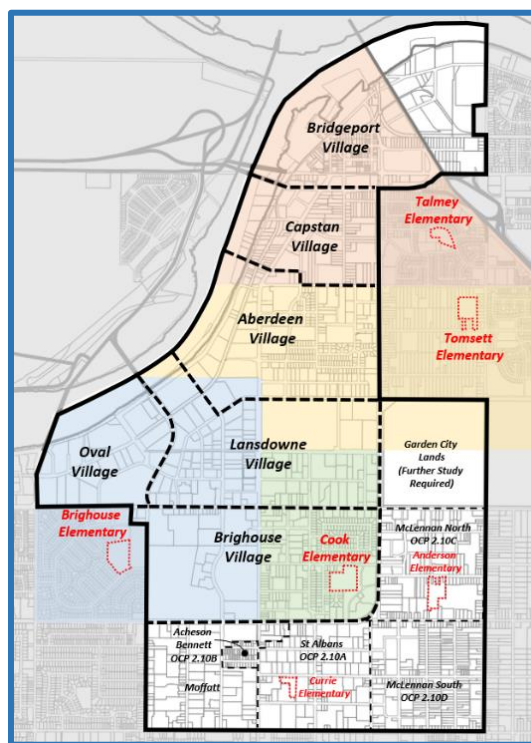 Bridgeport
Village
Talmey
Elementary
Capstan
Village
Aberdeen
Village
Tomsett
Elementary
Oval
Village
Lansdowne
Village
Garden City
Lands
(Further Study
Required)
Brighouse
Elementary
Brighouse
Village
Cook
Elementary
McLennan North
OCP 2.10C
Anderson
Elementary
Acheson
Bennett
OCP 2.10B
St Albans
OCP 2.10A
Moffatt
Currie
Elementary
McLennan South
OCP 2.10D